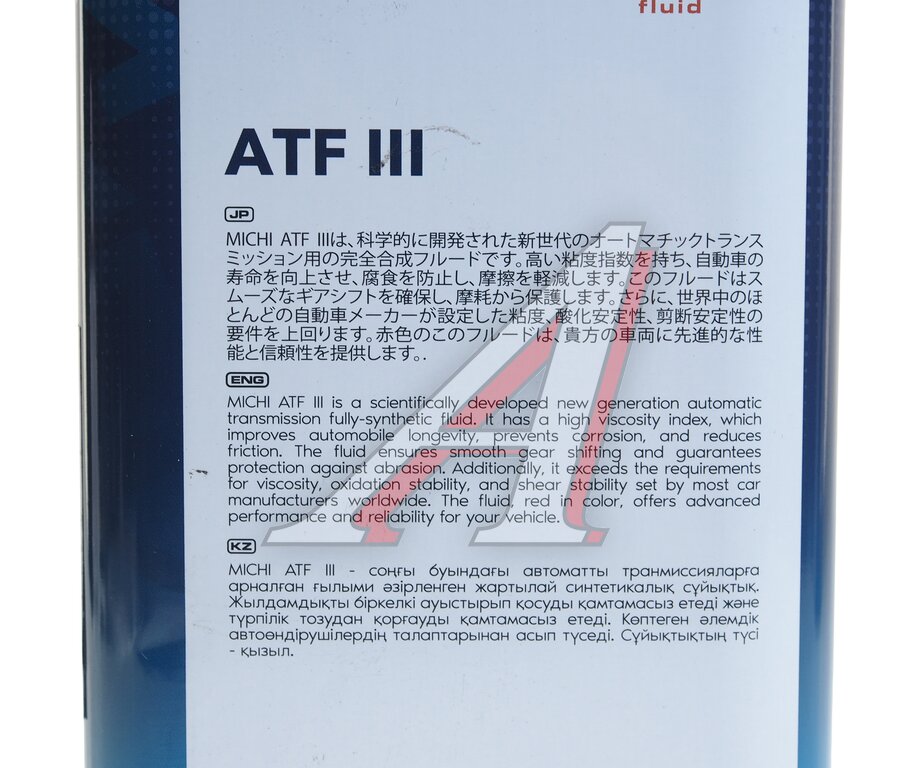 fluid
ATF III
JP
MICHI ATF IIIは、科学的に開発された新世代のオートマチックトランス
ミッション用の完全合成フルードです。高い粘度指数を持ち、自動車の
寿命を向上させ、腐食を防止し、摩擦を軽減します。このフルードはス
ムーズなギアシフトを確保し、摩耗から保護します。さらに、世界中のほ
とんどの自動車メーカーが設定した粘度、酸化安定性、剪断安定性の
要件を上回ります。赤色のこのフルードは、貴方の車両に先進的な性
能と信頼性を提供します。.
ENG
MICHI ATF III is a scientifically developed new generation automatic
transmission fully-synthetic fluid. It has a high viscosity index, which
improves automobile longevity, prevents corrosion, and reduces
friction. The fluid ensures smooth gear shifting and guarantees
protection against abrasion. Additionally, it exceeds the requirements
for viscosity, oxidation stability, and shear stability set by most car
manufacturers worldwide. The fluid, red in color, offers advanced
performance and reliability for your vehicle.
KZ
MICHI ATF III - соңғы буындағы автоматты транмиссияларға
арналған ғылыми әзірленген жартылай синтетикалық сұйықтық.
Жылдамдықты біркелкі ауыстырып қосуды қамтамасыз етеді және
түрпілік тозудан қорғауды қамтамасыз етеді. Көптеген әлемдік
автоөндірушілердің талаптарынан асып түседі. Сұйықтықтың түсі
- қызыл.